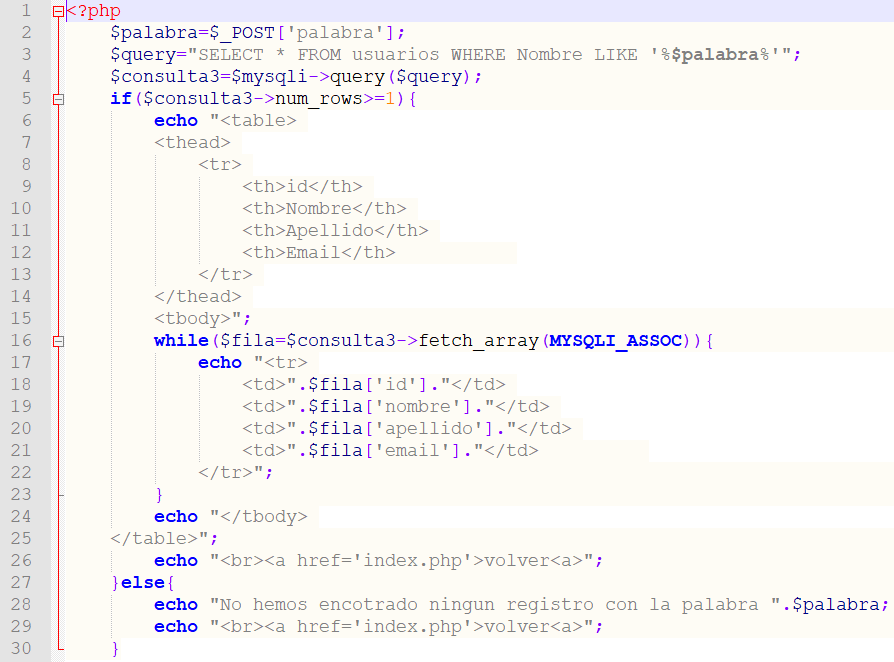 1 <?php
2 $palabra=$_POST['palabra'];
3 $query="SELECT * FROM usuarios WHERE Nombre LIKE '%$palabra%'";
4 $consulta3=$mysqli->query($query);
5 if($consulta3->num_rows>=1){
6 echo "<table>
7 <thead>
8 <tr>
9 <th>id</th>
10 <th>Nombre</th>
11 <th>Apellido</th>
12 <th>Email</th>
13 </tr>
14 </thead>
15 <tbody>";
16 while($fila=$consulta3->fetch_array(MYSQLI_ASSOC)){
17 echo "<tr>
18 <td>".$fila['id']."</td>
19 <td>".$fila['nombre']."</td>
20 <td>".$fila['apellido']."</td>
21 <td>".$fila['email']."</td>
22 </tr>";
23 }
24 echo "</tbody>
25 </table>";
26 echo "<br><a href='index.php'>volver<a>";
27 }else{
28 echo "No hemos encotrado ningun registro con la palabra ".$palabra;
29 echo "<br><a href='index.php'>volver<a>";
30 }